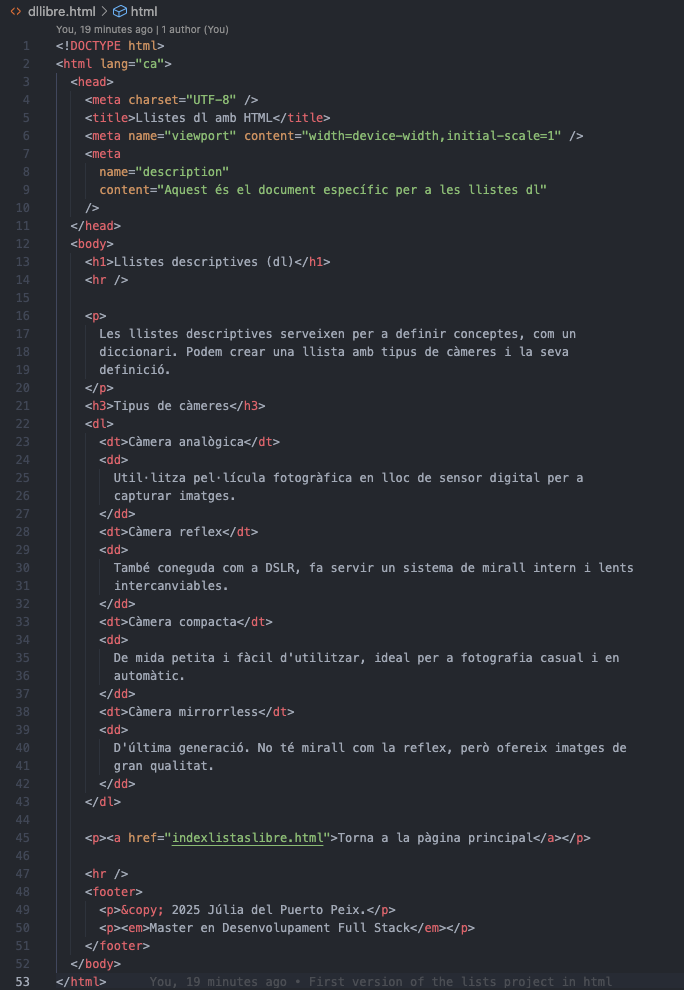 dllibre.html > html
You, 19 minutes ago | 1 author (You)
1 <!DOCTYPE html>
2 <html lang="ca">
3 <head>
4 <meta charset="UTF-8" />
5 <title>Llistes dl amb HTML</title>
6 <meta name="viewport" content="width=device-width,initial-scale=1" />
7 <meta
8 name="description"
9 content="Aquest és el document específic per a les llistes dl"
10 />
11 </head>
12 <body>
13 <h1>Llistes descriptives (dl)</h1>
14 <hr />
15
16 <p>
17 Les llistes descriptives serveixen per a definir conceptes, com un
18 diccionari. Podem crear una llista amb tipus de càmeres i la seva
19 definició.
20 </p>
21 <h3>Tipus de càmeres</h3>
22 <dl>
23 <dt>Càmera analògica</dt>
24 <dd>
25 Util·litza pel·lícula fotogràfica en lloc de sensor digital per a
26 capturar imatges.
27 </dd>
28 <dt>Càmera reflex</dt>
29 <dd>
30 També coneguda com a DSLR, fa servir un sistema de mirall intern i lents
31 intercanviables.
32 </dd>
33 <dt>Càmera compacta</dt>
34 <dd>
35 De mida petita i fàcil d'utilitzar, ideal per a fotografia casual i en
36 automàtic.
37 </dd>
38 <dt>Càmera mirrorrless</dt>
39 <dd>
40 D'última generació. No té mirall com la reflex, però ofereix imatges de
41 gran qualitat.
42 </dd>
43 </dl>
44
45 <p><a href="indexlistaslibre.html">Torna a la pàgina principal</a></p>
46
47 <hr />
48 <footer>
49 <p>&copy; 2025 Júlia del Puerto Peix.</p>
50 <p><em>Master en Desenvolupament Full Stack</em></p>
51 </footer>
52 </body>
53 </html> You, 19 minutes ago • First version of the lists project in html